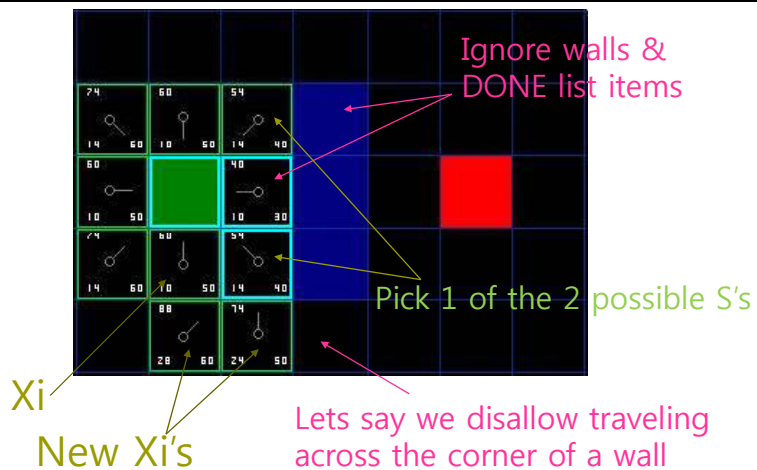 Ignore walls &
DONE list items
74 60 54
14 60 10 50 14 40
60 40
10 50 10 30
74 60 54
14 60 10 50 14 40
Pick 1 of the 2 possible S's
88 74
28 60 24 50
Xi
New Xi's
Lets say we disallow traveling
across the corner of a wall